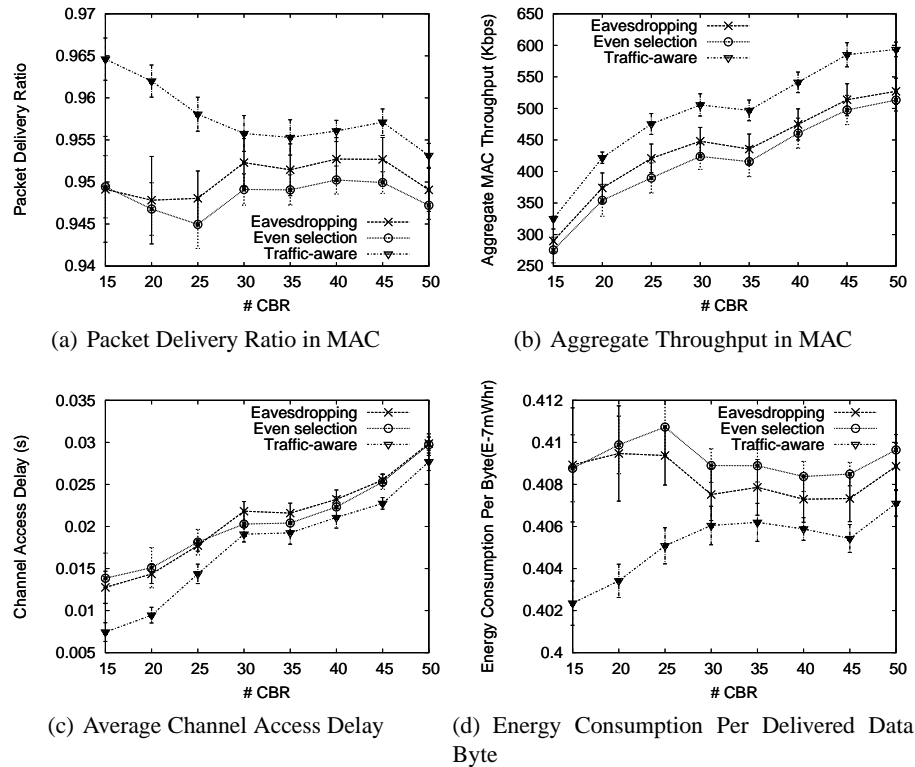 Packet Delivery Ratio
0.97
0.965
0.96
0.955
0.95
0.945
0.94
Eavesdropping
Even selection
Traffic-aware
15 20 25 30 35 40 45 50
# CBR
(a) Packet Delivery Ratio in MAC
Aggregate MAC Throughput (Kbps)
650
600
550
500
450
400
350
300
250
Eavesdropping
Even selection
Traffic-aware
15 20 25 30 35 40 45 50
# CBR
(b) Aggregate Throughput in MAC
Channel Access Delay (s)
0.035
0.03
0.025
0.02
0.015
0.01
0.005
Eavesdropping
Even selection
Traffic-aware
15 20 25 30 35 40 45 50
# CBR
(c) Average Channel Access Delay
Energy Consumption Per Byte(E-7mWhr)
0.412
0.41
0.408
0.406
0.404
0.402
0.4
Eavesdropping
Even selection
Traffic-aware
15 20 25 30 35 40 45 50
# CBR
(d) Energy Consumption Per Delivered Data
Byte